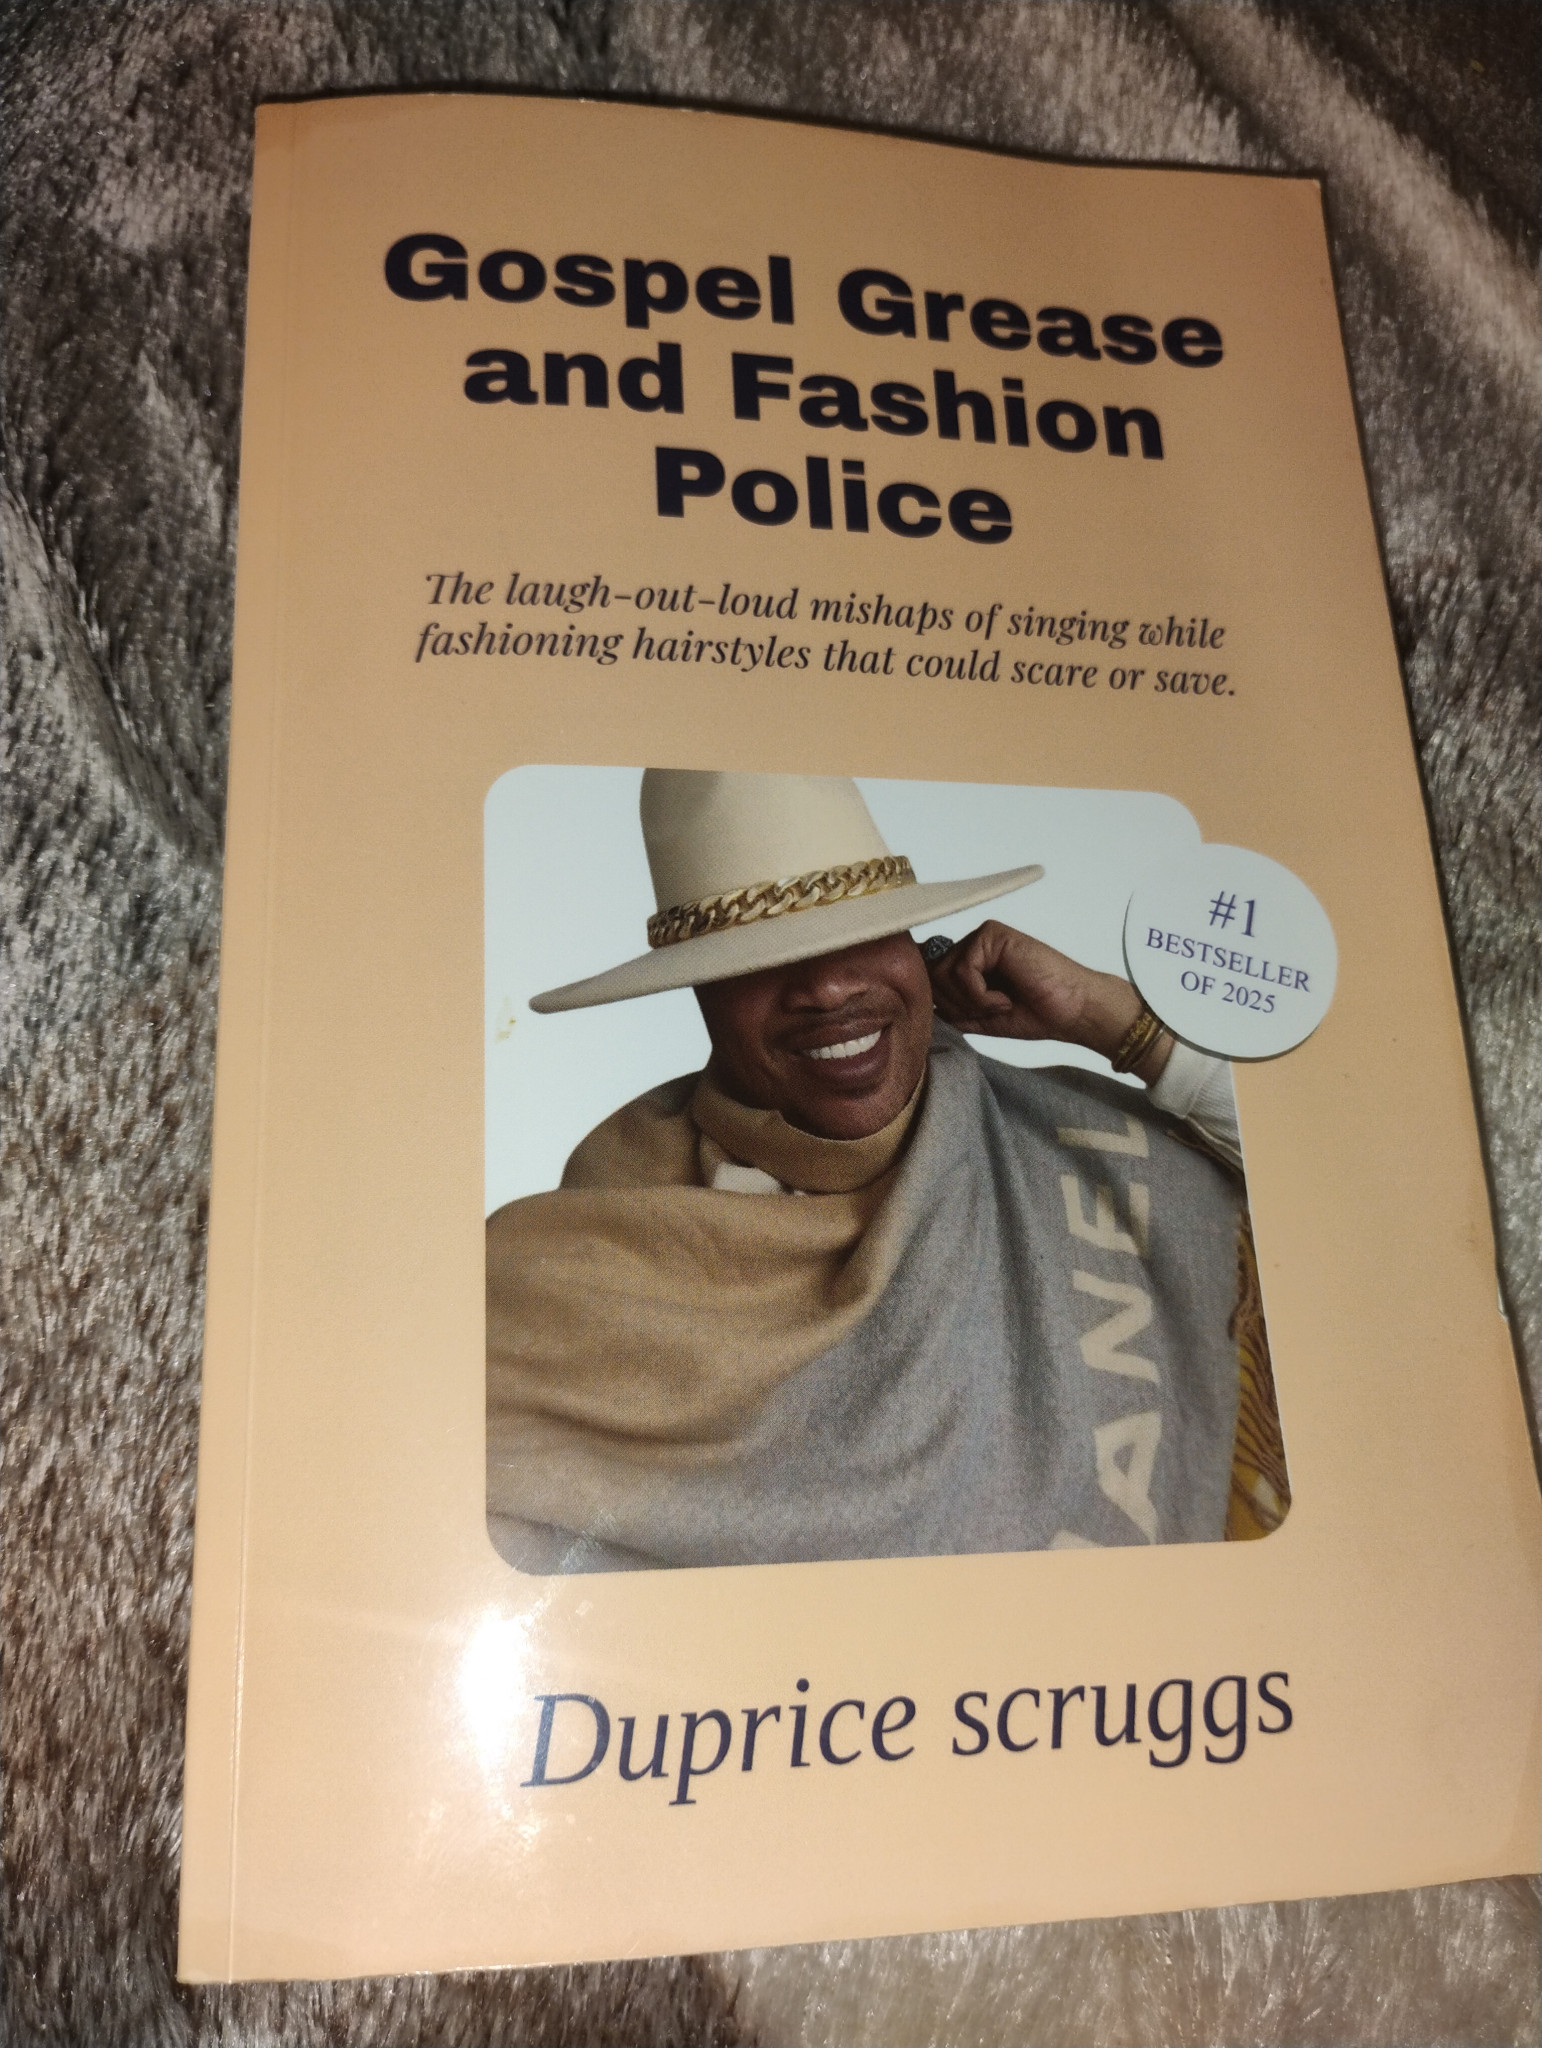 Gospel Grease
and Fashion
Police
The laugh-out-loud mishaps of singing while
fashioning hairstyles that could scare or save.
#1
BESTSELLER
OF 2025
ANEL
Duprice scruggs